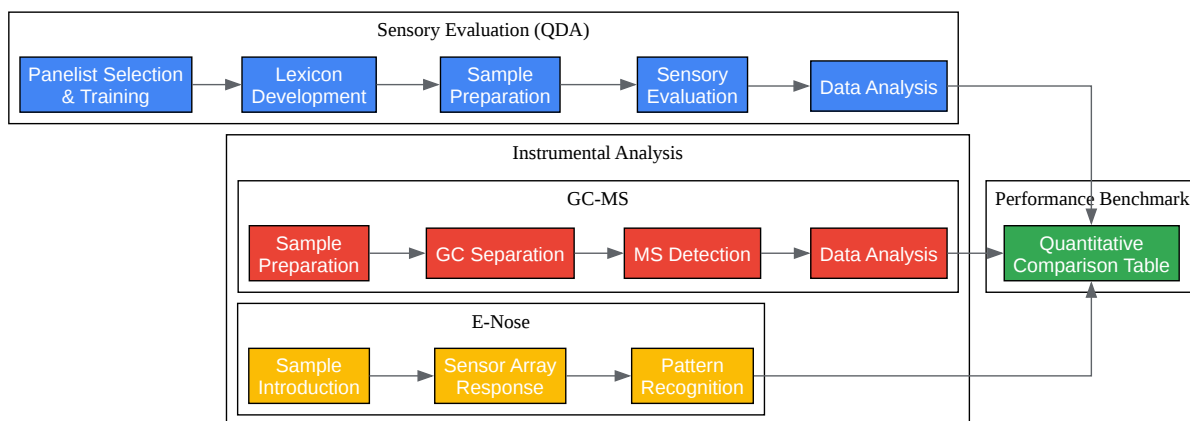 Sensory Evaluation (QDA)
Panelist Selection
& Training
Lexicon
Development
Sample
Preparation
Sensory
Evaluation
Data Analysis
Instrumental Analysis
GC-MS
Sample
Preparation
GC Separation
MS Detection
Data Analysis
Performance Benchmark
Quantitative
Comparison Table
E-Nose
Sample
Introduction
Sensor Array
Response
Pattern
Recognition